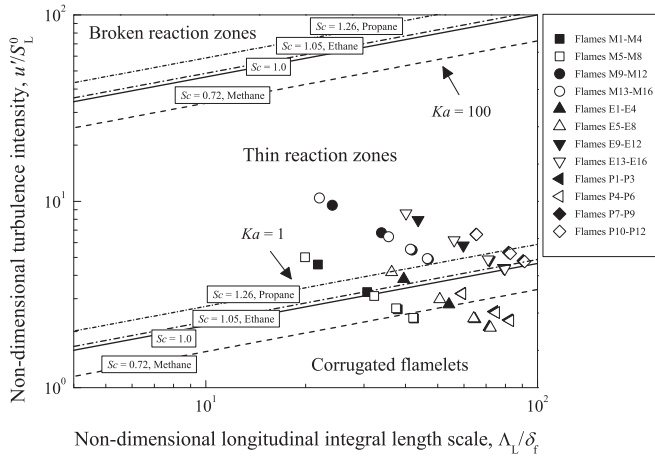 10²
Broken reaction zones
Sc = 1.26, Propane
Sc = 1.05, Ethane
Sc = 1.0
Sc = 0.72, Methane
Ka = 100
Thin reaction zones
10¹
Ka = 1
Sc = 1.26, Propane
Sc = 1.05, Ethane
Sc = 1.0
Sc = 0.72, Methane
Corrugated flamelets
10⁰
10¹
10²
Non-dimensional turbulence intensity, u'/S_L⁰
Non-dimensional longitudinal integral length scale, Λ_L/δ_f
Flames M1-M4
Flames M5-M8
Flames M9-M12
Flames M13-M16
Flames E1-E4
Flames E5-E8
Flames E9-E12
Flames E13-E16
Flames P1-P3
Flames P4-P6
Flames P7-P9
Flames P10-P12